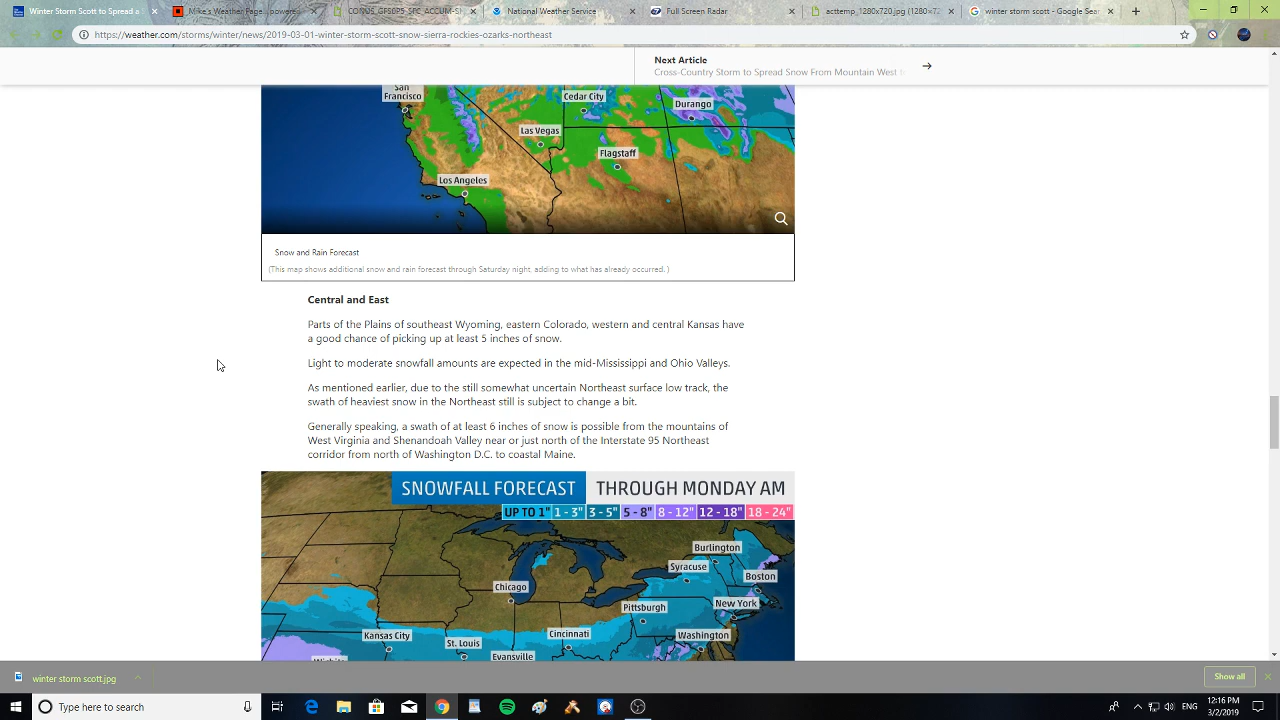 Winter Storm Scott to Spread a S
Mike's Weather Page...powered
CONUS_GFS0P5_SFC_ACCUM-S
National Weather Service
Full Screen Radar
acttemp_1280x720.jpg (1280×72
winter storm scott - Google Sear
https://weather.com/storms/winter/news/2019-03-01-winter-storm-scott-snow-sierra-rockies-ozarks-northeast
Next Article
Cross-Country Storm to Spread Snow From Mountain West to
San
Francisco
Cedar City
Durango
Las Vegas
Flagstaff
Los Angeles
Snow and Rain Forecast
(This map shows additional snow and rain forecast through Saturday night, adding to what has already occurred. )
Central and East
Parts of the Plains of southeast Wyoming, eastern Colorado, western and central Kansas have
a good chance of picking up at least 5 inches of snow.
Light to moderate snowfall amounts are expected in the mid-Mississippi and Ohio Valleys.
As mentioned earlier, due to the still somewhat uncertain Northeast surface low track, the
swath of heaviest snow in the Northeast still is subject to change a bit.
Generally speaking, a swath of at least 6 inches of snow is possible from the mountains of
West Virginia and Shenandoah Valley near or just north of the Interstate 95 Northeast
corridor from north of Washington D.C. to coastal Maine.
SNOWFALL FORECAST THROUGH MONDAY AM
UP TO 1" 1 - 3" 3 - 5" 5 - 8" 8 - 12" 12 - 18" 18 - 24"
Burlington
Syracuse
Boston
Chicago
New York
Pittsburgh
Kansas City
St. Louis
Cincinnati
Washington
Evansville
Wichita
winter storm scott.jpg
Show all
Type here to search
ENG
12:16 PM
3/2/2019